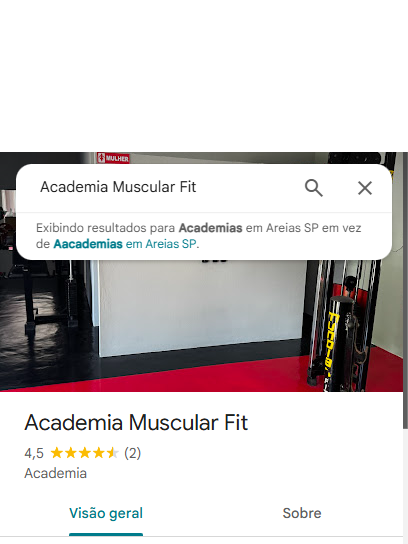 MULHER
Academia Muscular Fit
Exibindo resultados para Academias em Areias SP em vez
de Aacademias em Areias SP.
Academia Muscular Fit
4,5 (2)
Academia
Visão geral Sobre